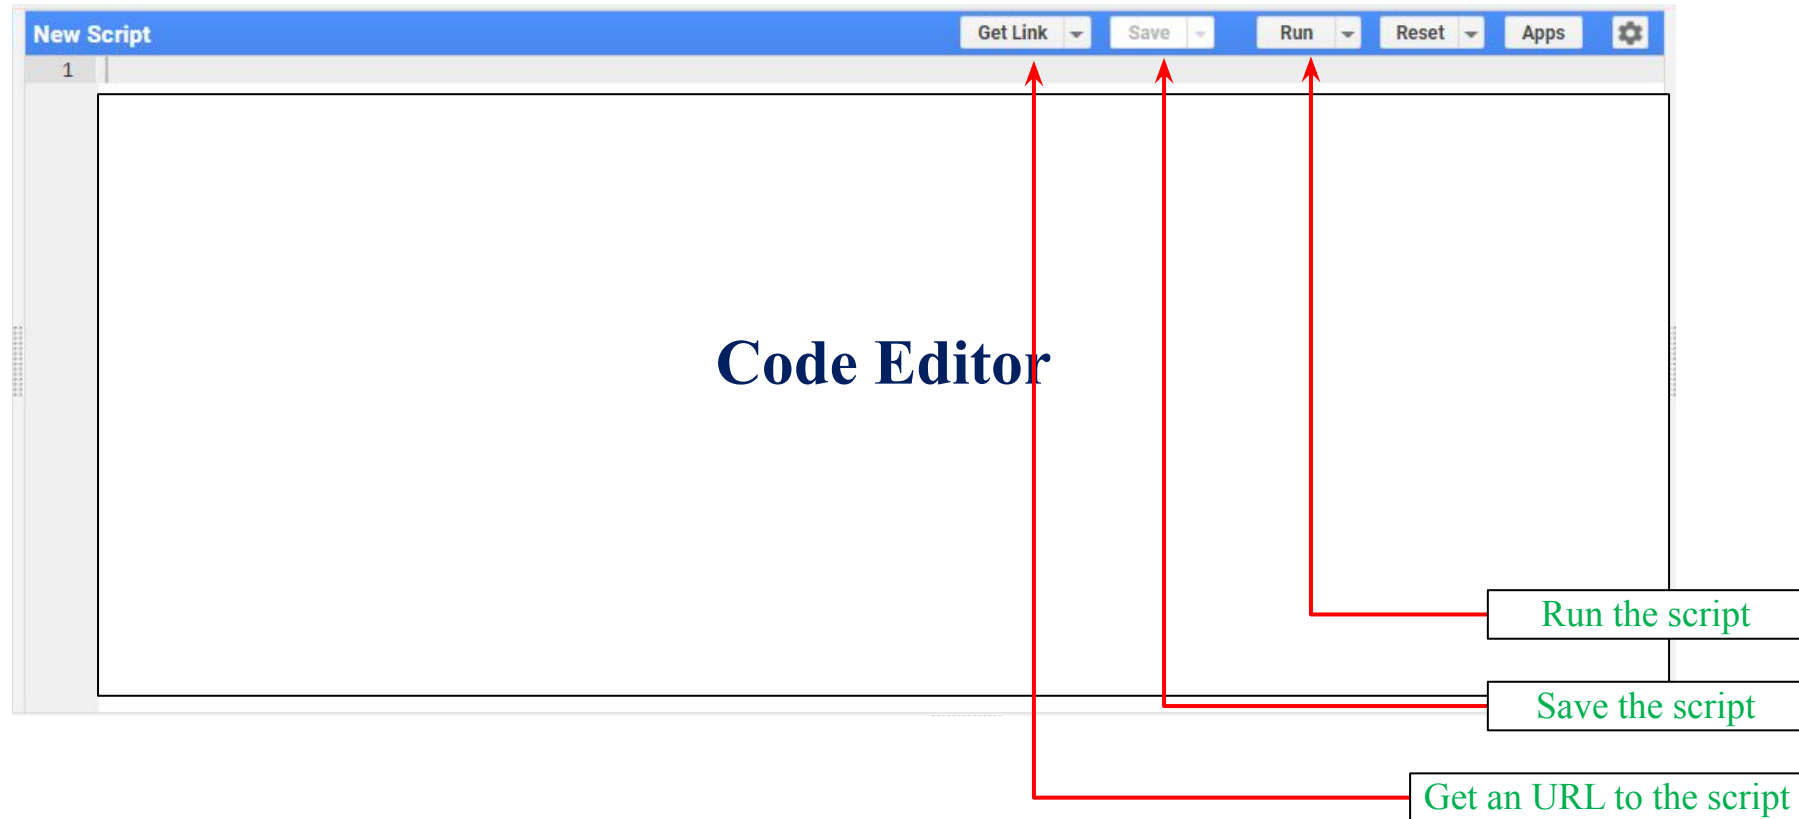 New Script Get Link Save Run Reset Apps
1
Code Editor
Run the script
Save the script
Get an URL to the script